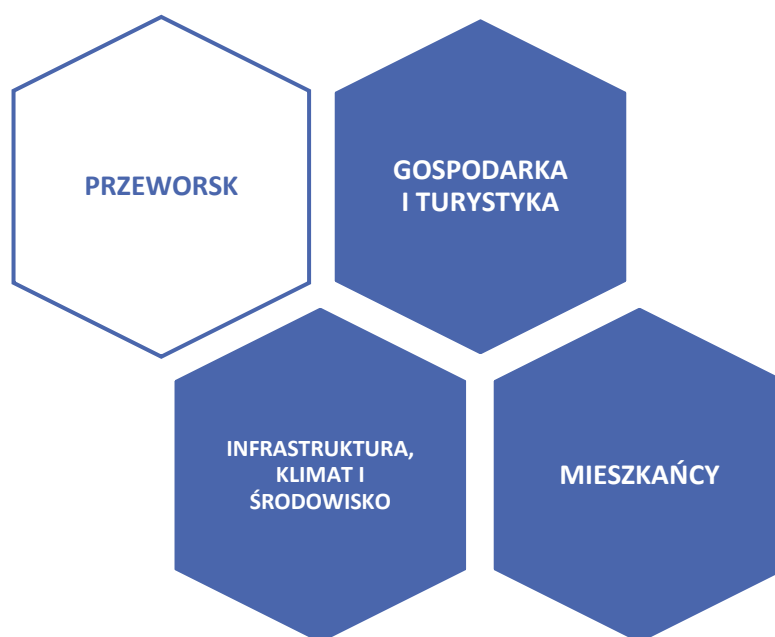 PRZEWORSK
GOSPODARKA
I TURYSTYKA
INFRASTRUKTURA,
KLIMAT I
ŚRODOWISKO
MIESZKAŃCY